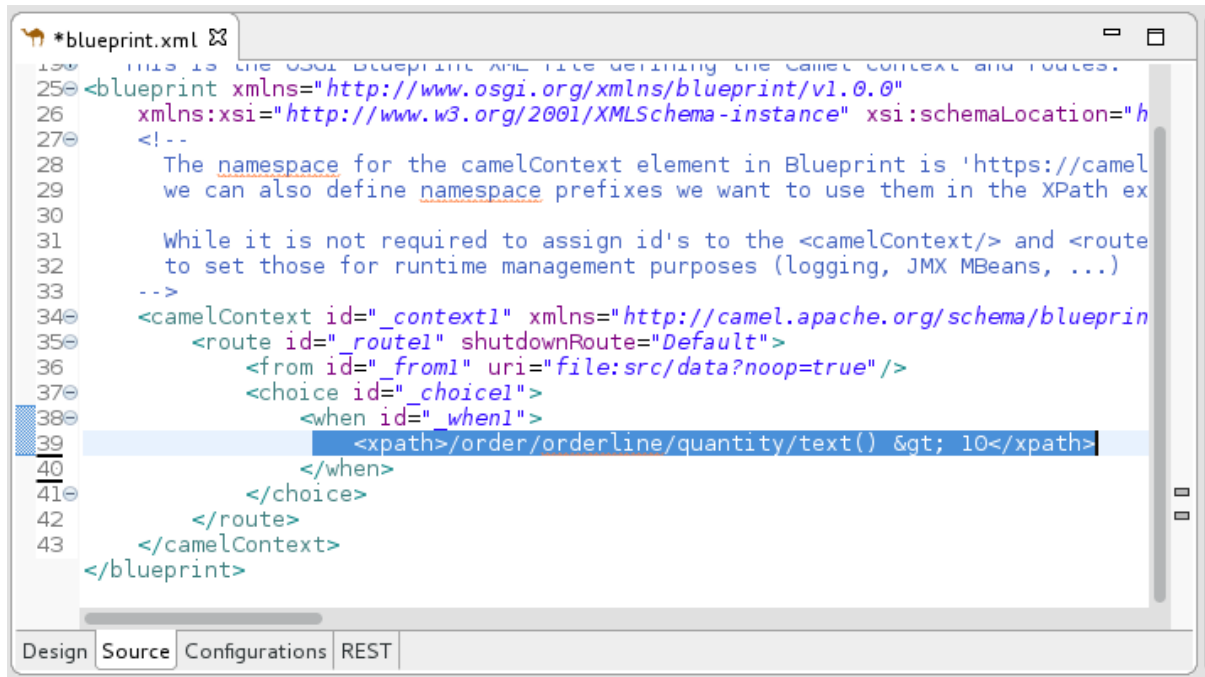 *blueprint.xml
19 This is the OSGi Blueprint XML file defining the Camel context and routes.
25 <blueprint xmlns="http://www.osgi.org/xmlns/blueprint/v1.0.0"
26 xmlns:xsi="http://www.w3.org/2001/XMLSchema-instance" xsi:schemaLocation="h
27 <!--
28 The namespace for the camelContext element in Blueprint is 'https://camel
29 we can also define namespace prefixes we want to use them in the XPath ex
30
31 While it is not required to assign id's to the <camelContext/> and <route
32 to set those for runtime management purposes (logging, JMX MBeans, ...)
33 -->
34 <camelContext id="_context1" xmlns="http://camel.apache.org/schema/blueprin
35 <route id="_route1" shutdownRoute="Default">
36 <from id="_from1" uri="file:src/data?noop=true"/>
37 <choice id="_choice1">
38 <when id="_when1">
39 <xpath>/order/orderline/quantity/text() &gt; 10</xpath>
40 </when>
41 </choice>
42 </route>
43 </camelContext>
</blueprint>
Design Source Configurations REST